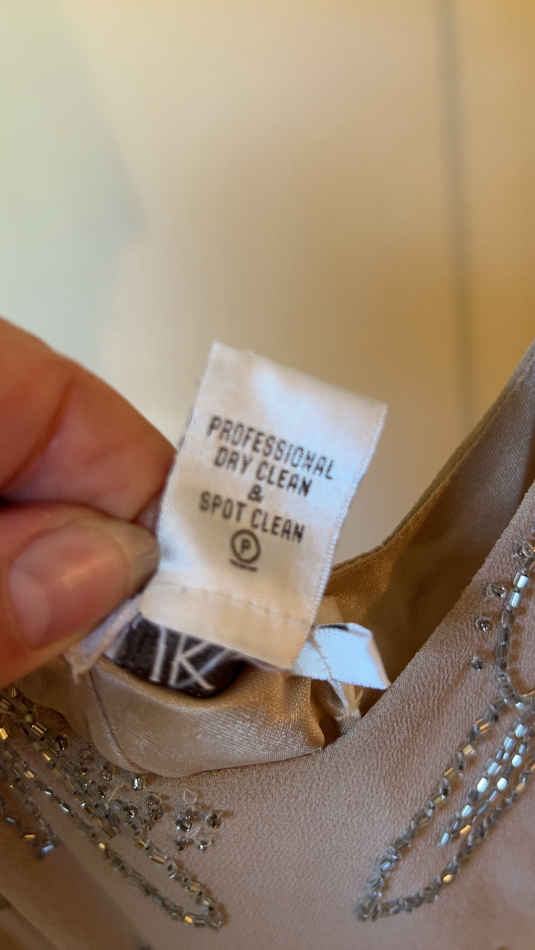 PROFESSIONAL
DRY CLEAN
&
SPOT CLEAN
P